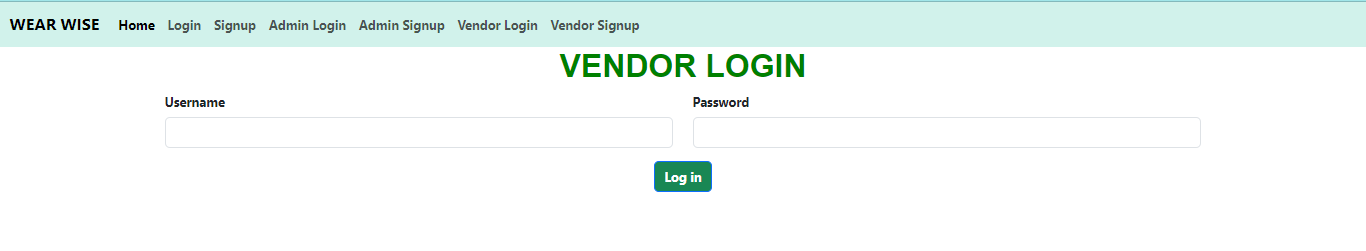 WEAR WISE Home Login Signup Admin Login Admin Signup Vendor Login Vendor Signup
VENDOR LOGIN
Username Password
Log in